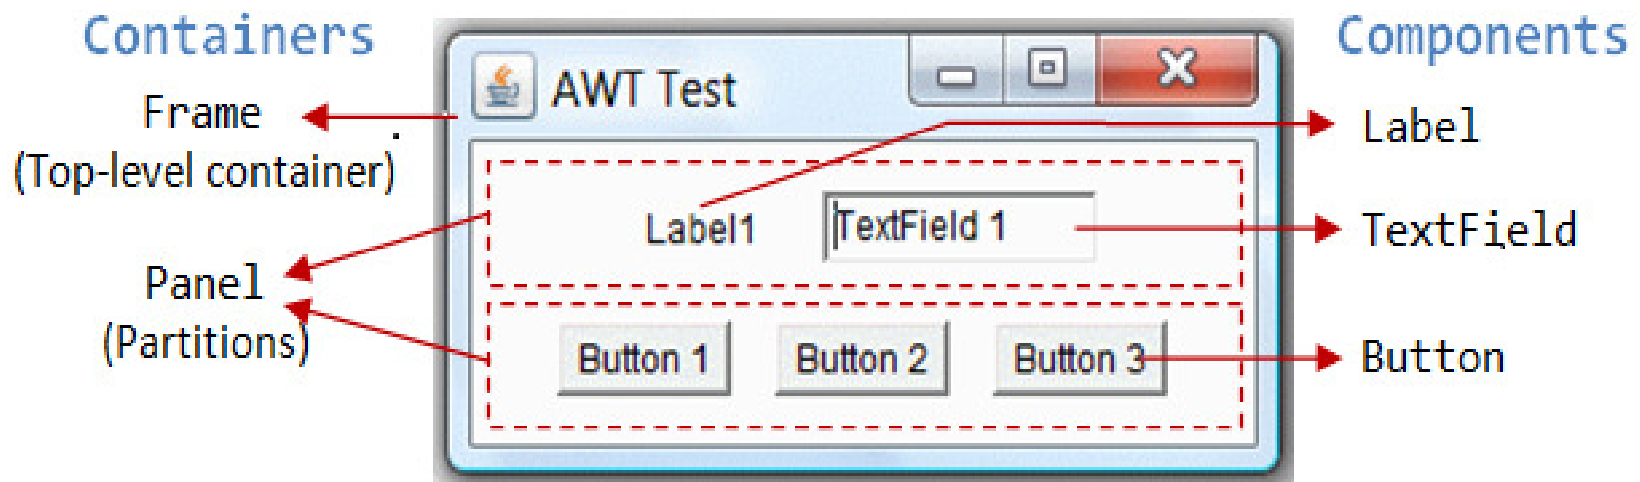 Containers
Components
AWT Test
Frame
(Top-level container)
Label
Label1
TextField 1
TextField
Panel
(Partitions)
Button 1
Button 2
Button 3
Button